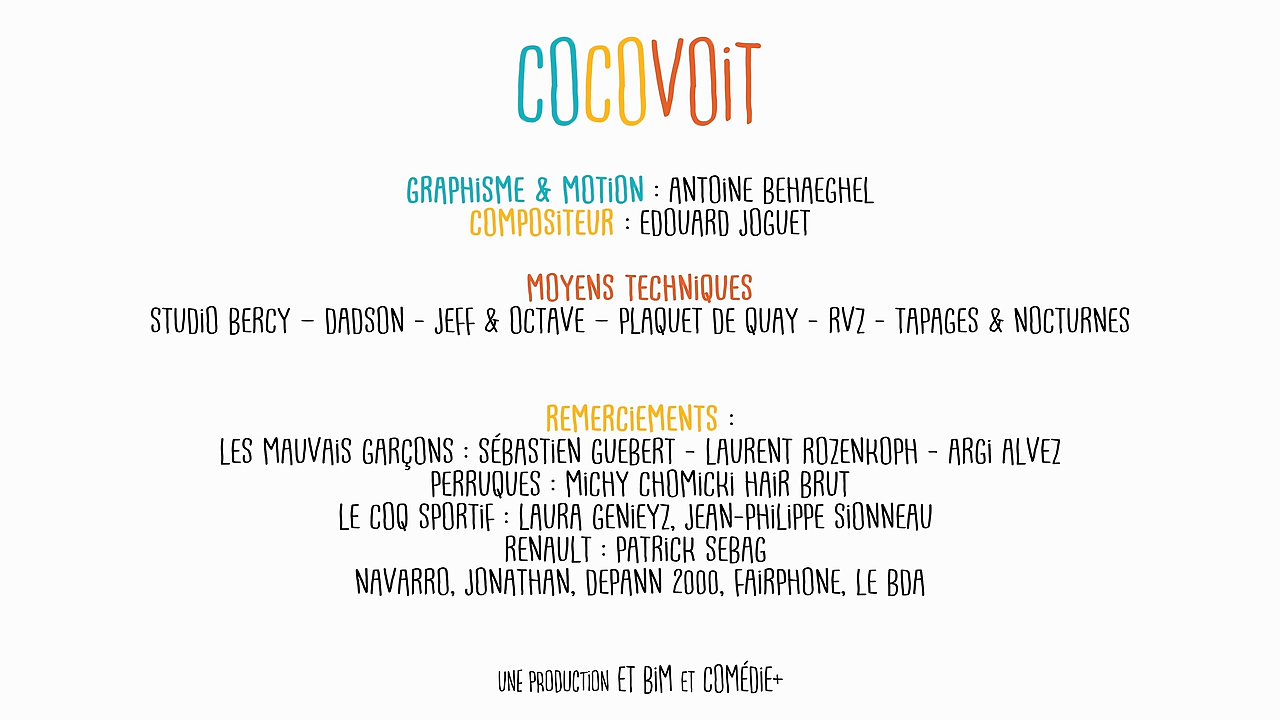 COCOVOiT
GRAPHiSME & MOTiON : ANTOiNE BEHAEGHEL
COMPOSiTEUR : EDOUARD JOGUET
MOYENS TECHNiQUES
STUDiO BERCY – DADSON - JEFF & OCTAVE – PLAQUET DE QUAY - RVZ - TAPAGES & NOCTURNES
REMERCiEMENTS :
LES MAUVAiS GARÇONS : SÉBASTiEN GUEBERT - LAURENT ROZENKOPH - ARGi ALVEZ
PERRUQUES : MiCHY CHOMiCKi HAiR BRUT
LE COQ SPORTiF : LAURA GENiEYZ, JEAN-PHiLiPPE SiONNEAU
RENAULT : PATRiCK SEBAG
NAVARRO, JONATHAN, DEPANN 2000, FAiRPHONE, LE BDA
UNE PRODUCTiON ET BiM ET COMÉDiE+